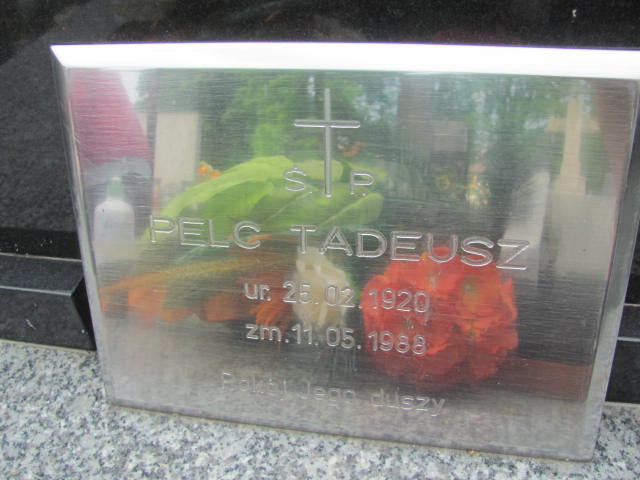 Ś. P
PELC TADEUSZ
ur. 25.02.1920
zm. 11.05.1988
Pokój Jego duszy